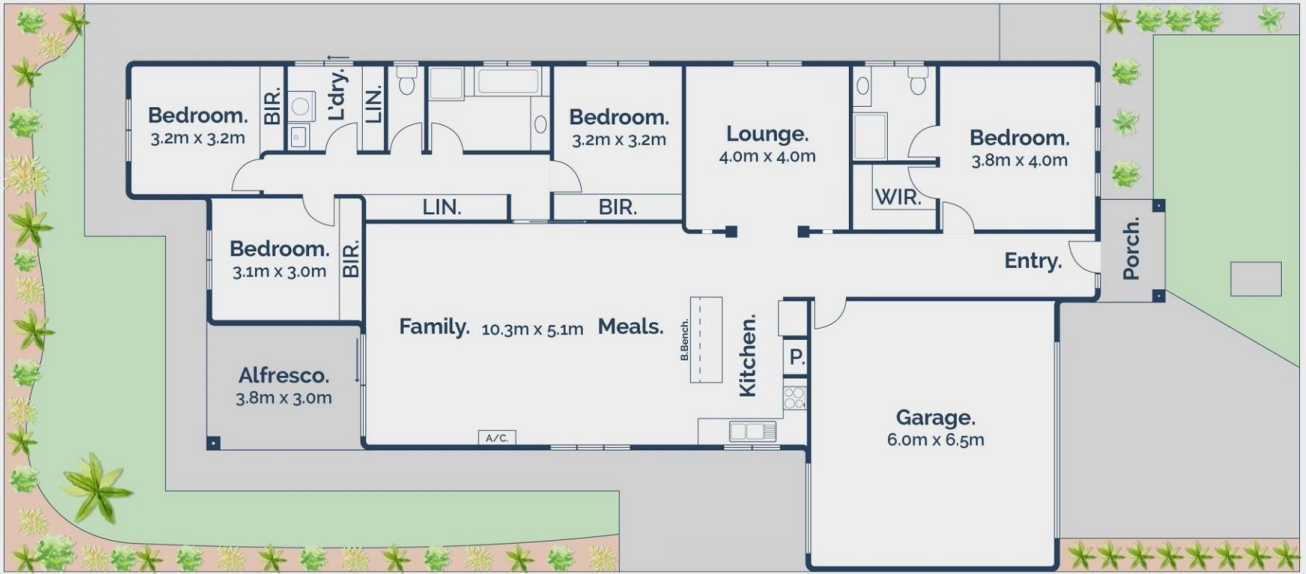 Bedroom.
3.2m x 3.2m
BIR.
L'dry.
LIN.
Bedroom.
3.2m x 3.2m
BIR.
Lounge.
4.0m x 4.0m
WIR.
Bedroom.
3.8m x 4.0m
LIN.
Bedroom.
3.1m x 3.0m
BIR.
Entry.
Porch.
Family. 10.3m x 5.1m Meals.
B.Bench.
Kitchen.
P.
Alfresco.
3.8m x 3.0m
A/C.
Garage.
6.0m x 6.5m